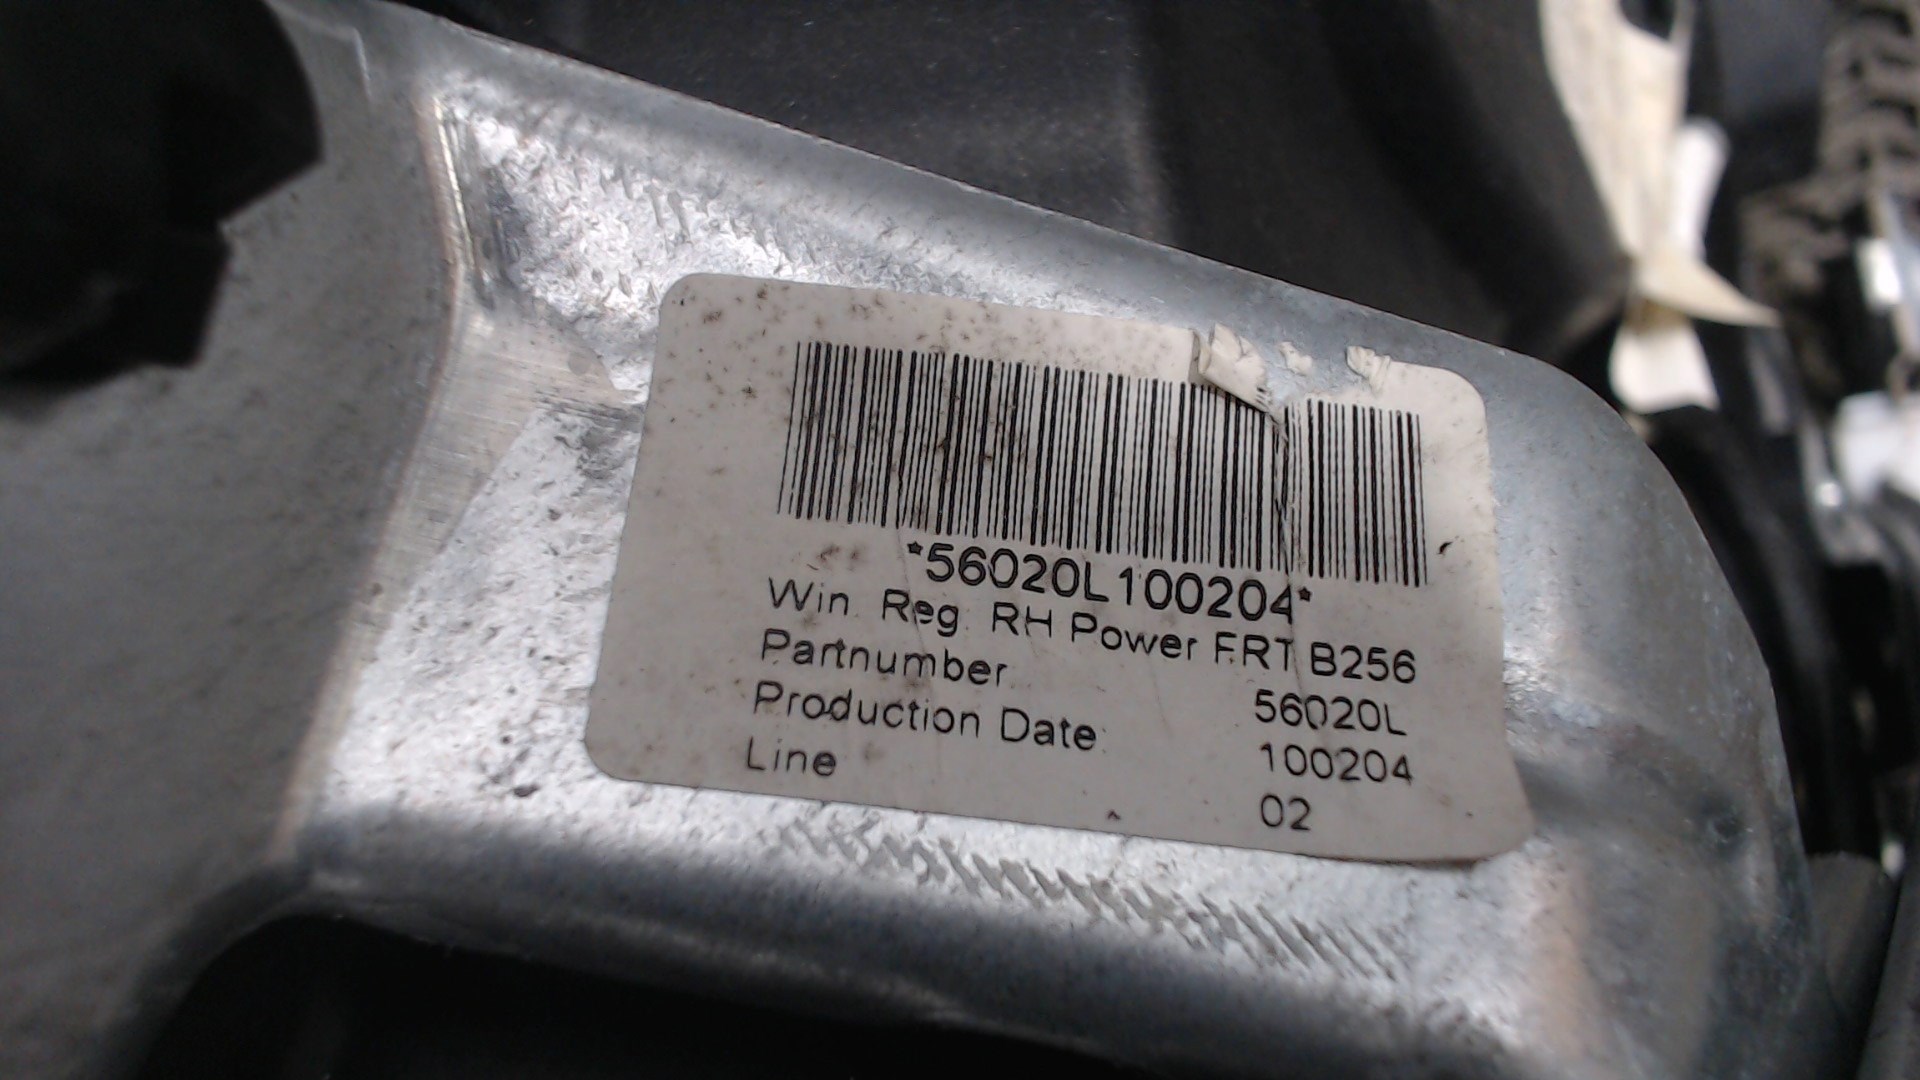 *56020L100204*
Win. Reg. RH Power FRT B256
Partnumber 56020L
Production Date: 100204
Line 02